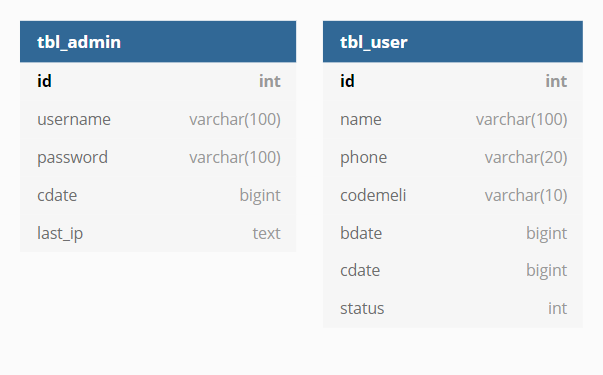 tbl_admin
id int
username varchar(100)
password varchar(100)
cdate bigint
last_ip text
tbl_user
id int
name varchar(100)
phone varchar(20)
codemeli varchar(10)
bdate bigint
cdate bigint
status int